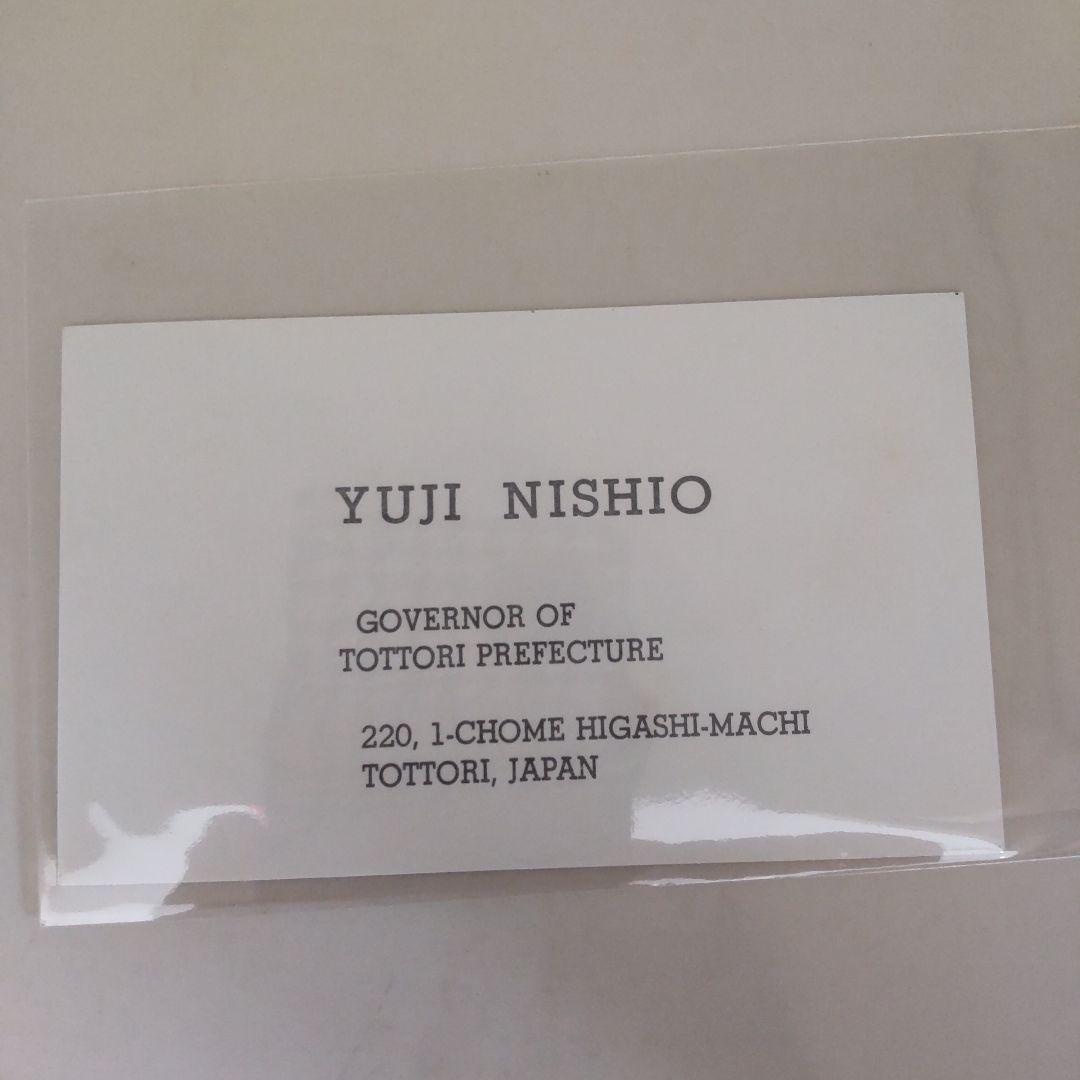 YUJI NISHIO
GOVERNOR OF
TOTTORI PREFECTURE
220, 1-CHOME HIGASHI-MACHI
TOTTORI, JAPAN